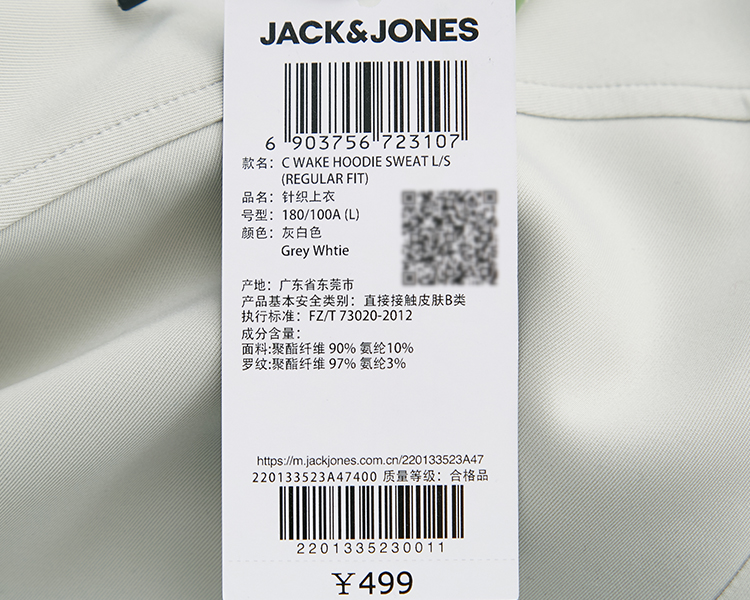 JACK&JONES
6 903756 723107
款名: C WAKE HOODIE SWEAT L/S
(REGULAR FIT)
品名: 针织上衣
号型: 180/100A (L)
颜色: 灰白色
Grey Whtie
产地: 广东省东莞市
产品基本安全类别: 直接接触皮肤B类
执行标准: FZ/T 73020-2012
成分含量:
面料:聚酯纤维 90% 氨纶10%
罗纹:聚酯纤维 97% 氨纶3%
https://m.jackjones.com.cn/220133523A47
220133523A47400 质量等级: 合格品
2201335230011
￥499